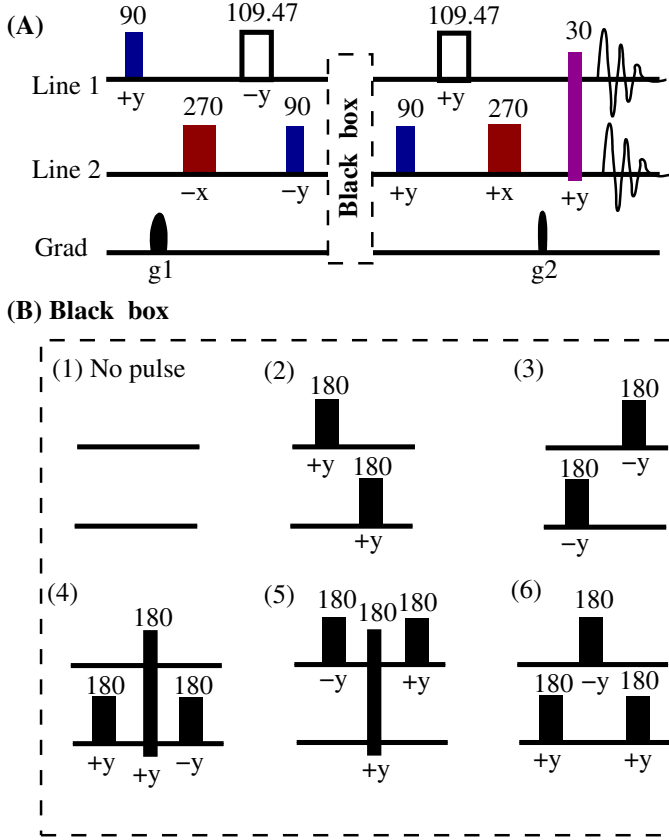 (A)
90 109.47 109.47 30
Line 1
+y −y +y
270 90 90 270
Line 2
−x −y +y +x +y
Black box
Grad
g1 g2
(B) Black box
(1) No pulse (2) (3)
180 180
+y 180 180 −y
+y −y
(4) (5) (6)
180 180 180 180 180
−y +y −y
180 180 180 180
+y +y −y +y +y +y